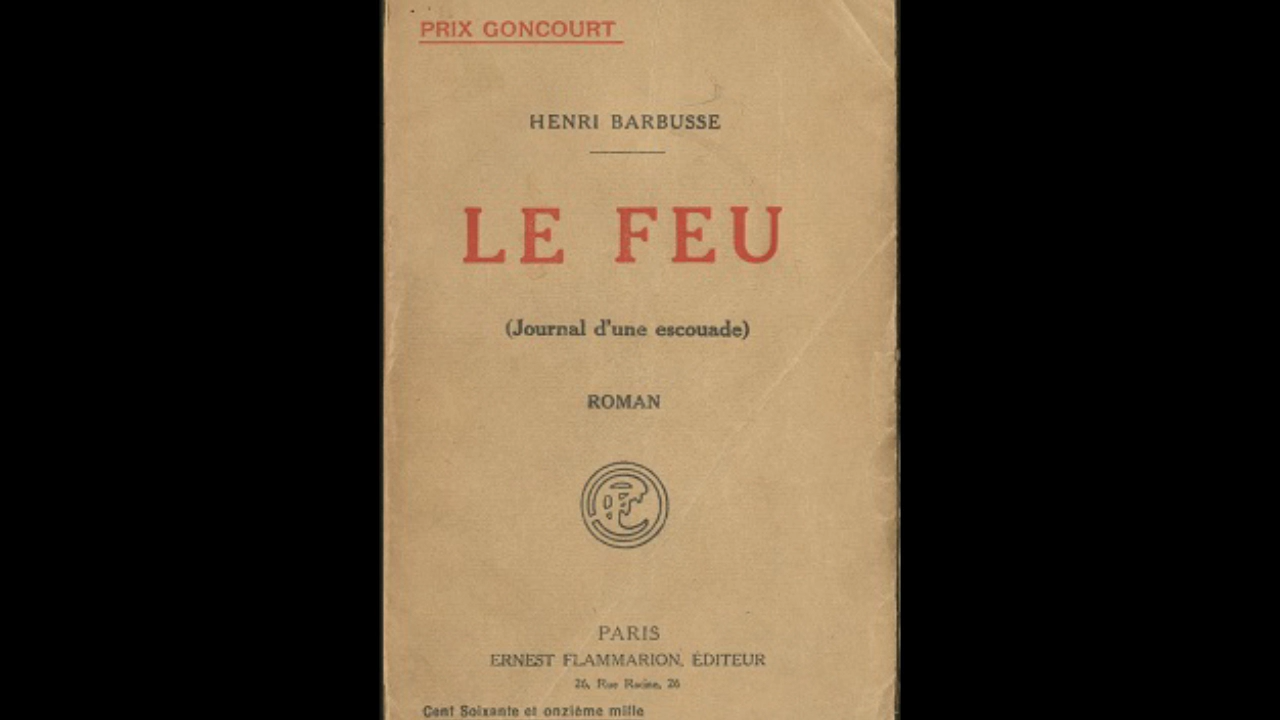 PRIX GONCOURT
HENRI BARBUSSE
LE FEU
(Journal d'une escouade)
ROMAN
PARIS
ERNEST FLAMMARION, ÉDITEUR
26, Rue Racine, 26
Cent Soixante et onzième mille